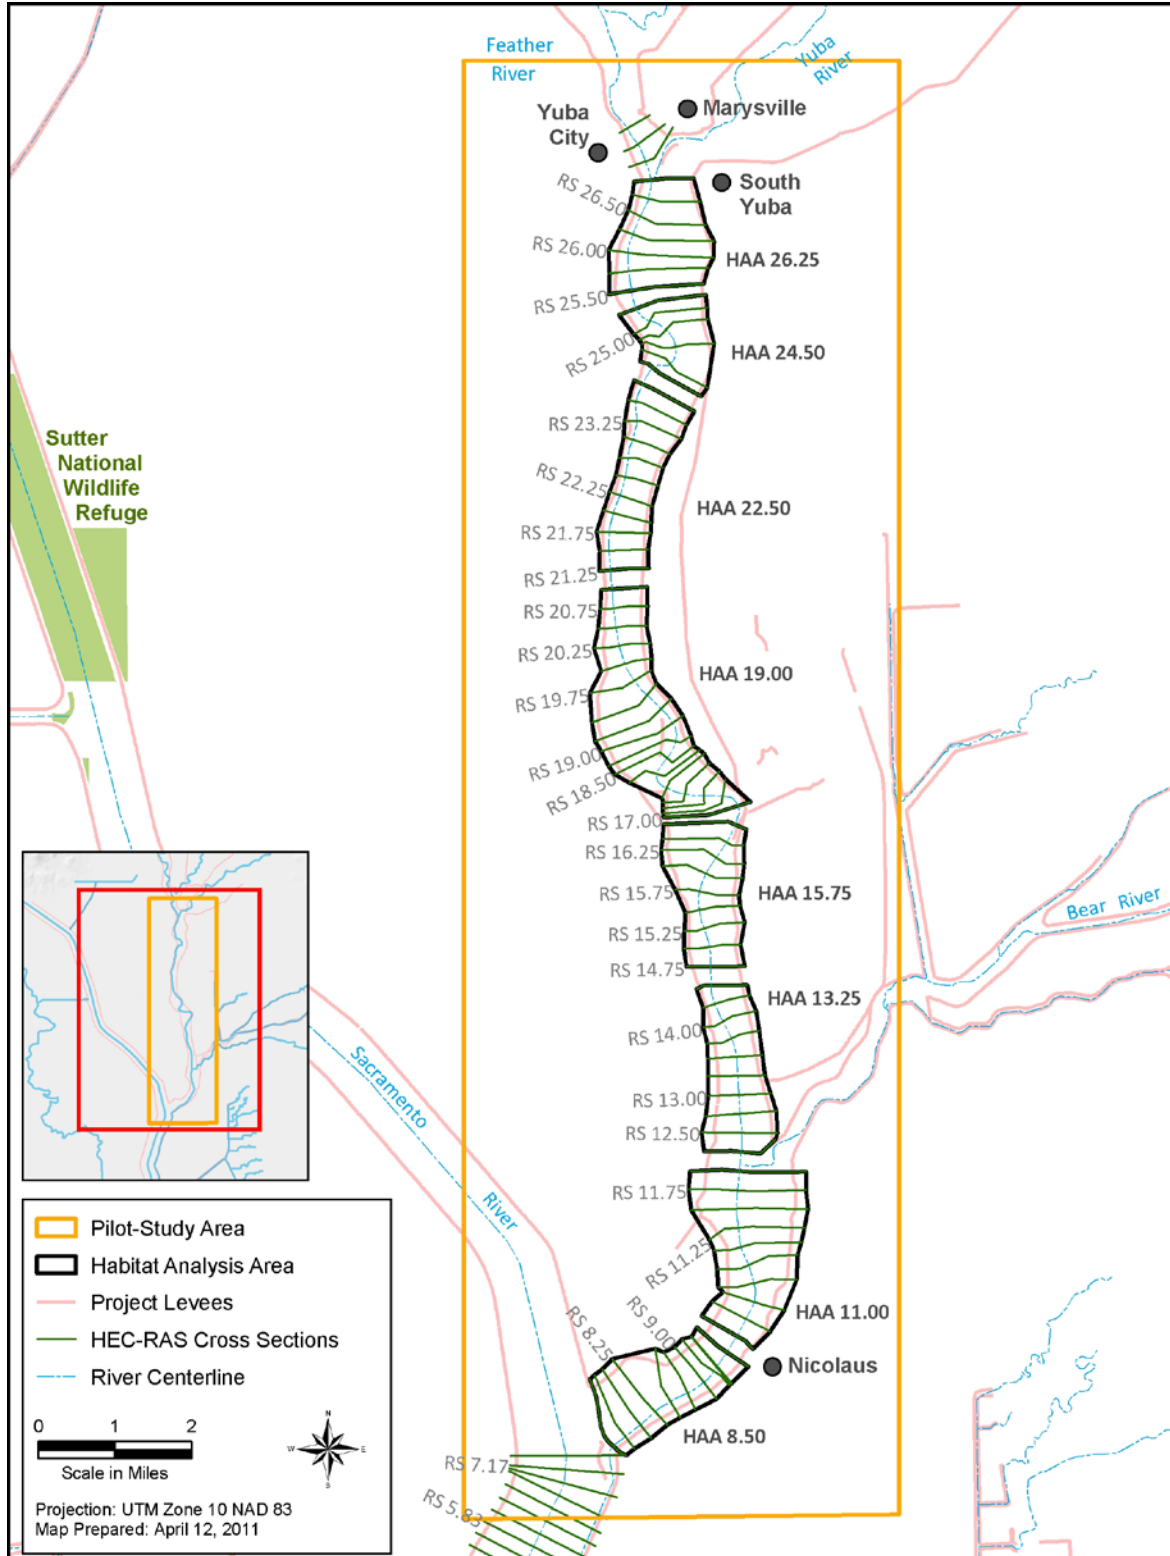 Feather
River
Yuba
River
Marysville
Yuba
City
South
Yuba
RS 26.50
RS 26.00
HAA 26.25
RS 25.50
RS 25.00
HAA 24.50
RS 23.25
Sutter
National
Wildlife
Refuge
RS 22.25
HAA 22.50
RS 21.75
RS 21.25
RS 20.75
RS 20.25
HAA 19.00
RS 19.75
RS 19.00
RS 18.50
RS 17.00
RS 16.25
RS 15.75
HAA 15.75
Bear River
RS 15.25
RS 14.75
HAA 13.25
RS 14.00
Sacramento
River
RS 13.00
RS 12.50
RS 11.75
RS 11.25
HAA 11.00
RS 9.00
RS 8.25
Nicolaus
HAA 8.50
RS 7.17
RS 5.83
Pilot-Study Area
Habitat Analysis Area
Project Levees
HEC-RAS Cross Sections
River Centerline
0 1 2
Scale in Miles
N
W E
S
Projection: UTM Zone 10 NAD 83
Map Prepared: April 12, 2011